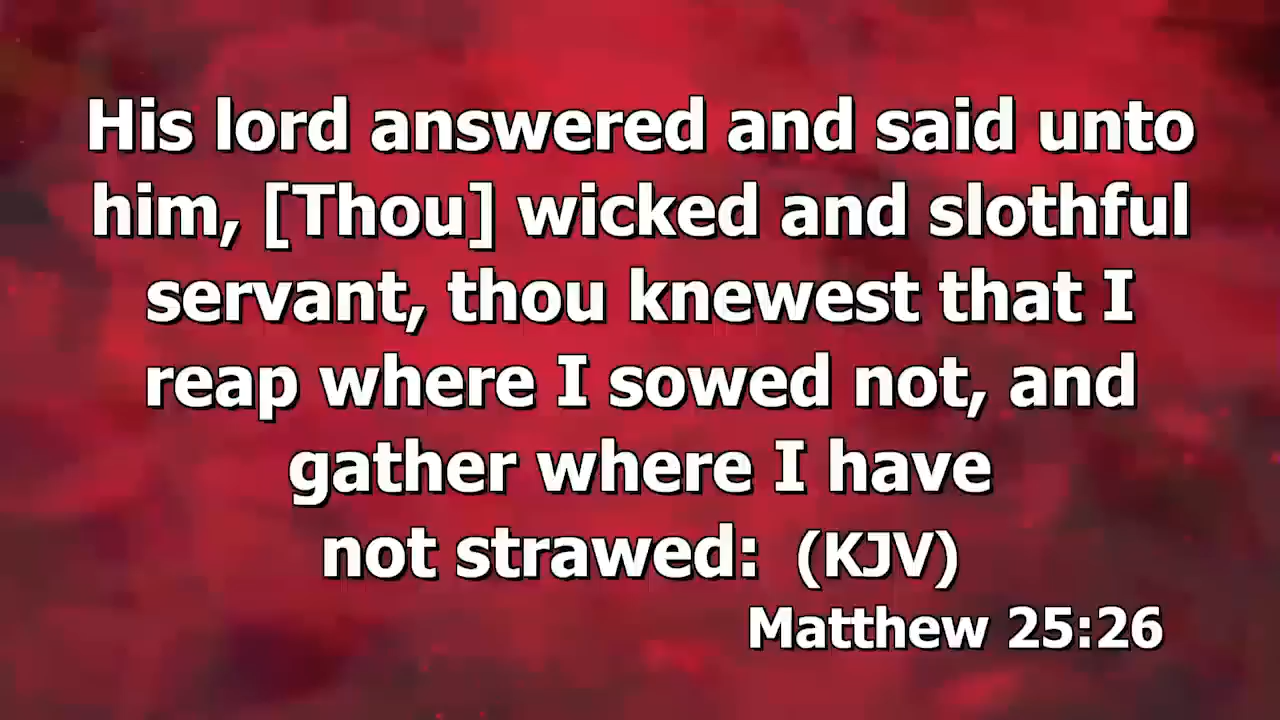 His lord answered and said unto
him, [Thou] wicked and slothful
servant, thou knewest that I
reap where I sowed not, and
gather where I have
not strawed: (KJV)
Matthew 25:26